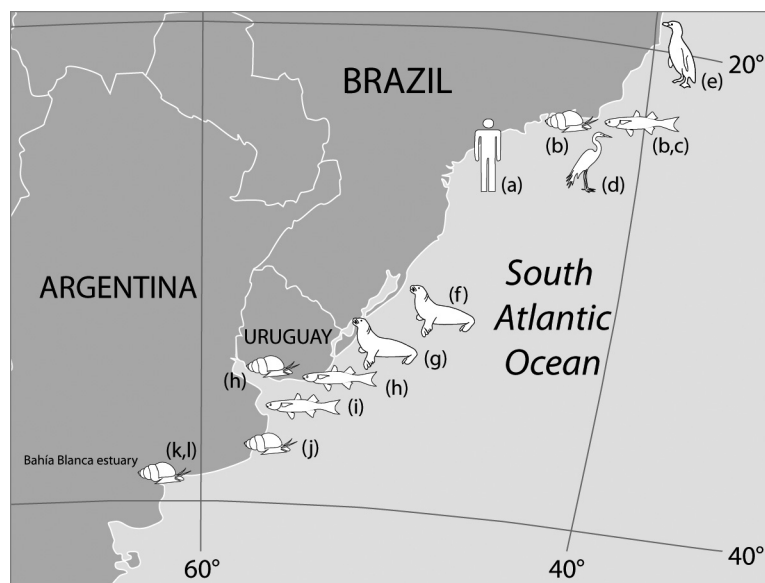 BRAZIL
20°
(e)
(b)
(b,c)
(a)
(d)
ARGENTINA
South
Atlantic
Ocean
(f)
URUGUAY
(g)
(h)
(h)
(i)
(j)
Bahía Blanca estuary
(k,l)
60°
40°
40°